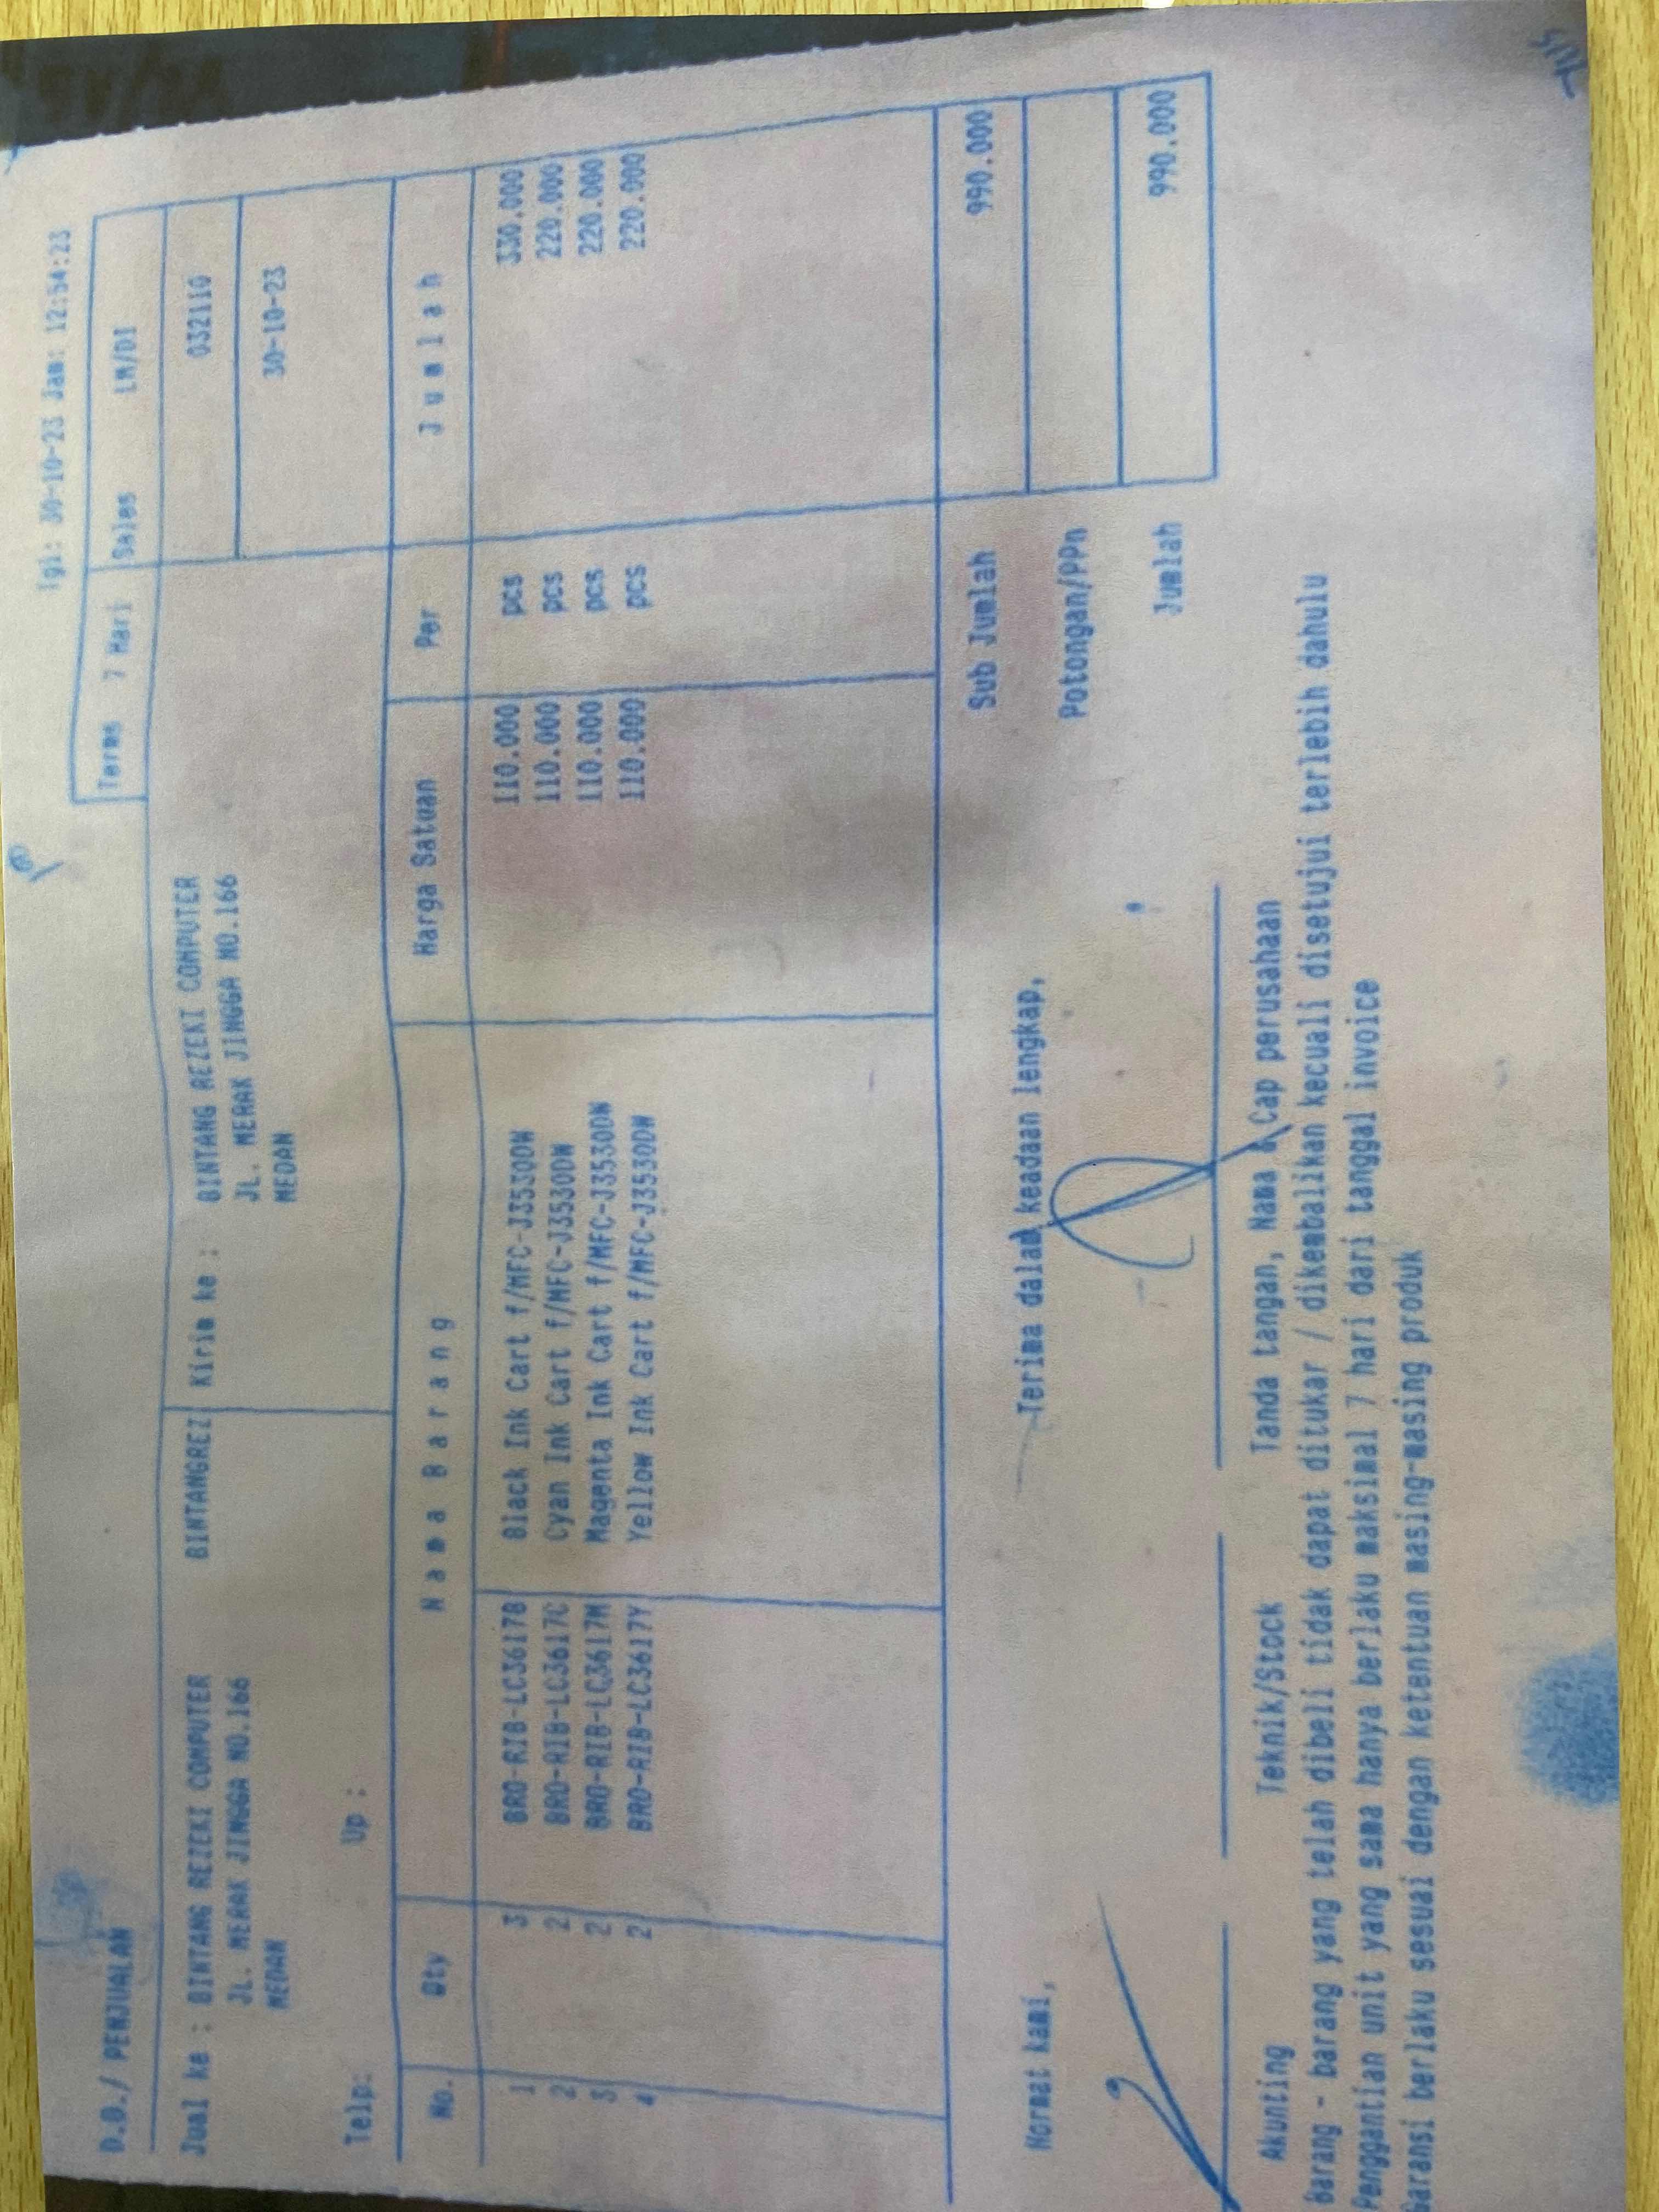 Tgl: 30-10-23 Jam: 12:54:23
D.O./ PENJUALAN
Terms 7 Hari Sales LM/DI
Jual ke : BINTANG REZEKI COMPUTER BINTANGREZ Kirim ke : BINTANG REZEKI COMPUTER 032110
JL. MERAK JINGGA NO.166 JL. MERAK JINGGA NO.166
MEDAN MEDAN 30-10-23
Telp: Up :
No. Qty Nama Barang Harga Satuan Per Jumlah
1 3 BRO-RIB-LC3617B Black Ink Cart f/MFC-J3530DW 110.000 pcs 330.000
2 2 BRO-RIB-LC3617C Cyan Ink Cart f/MFC-J3530DW 110.000 pcs 220.000
3 2 BRO-RIB-LC3617M Magenta Ink Cart f/MFC-J3530DW 110.000 pcs 220.000
4 2 BRO-RIB-LC3617Y Yellow Ink Cart f/MFC-J3530DW 110.000 pcs 220.000
Sub Jumlah 990.000
Hormat kami, Terima dalam keadaan lengkap,
Potongan/PPn
Jumlah 990.000
Akunting Teknik/Stock Tanda tangan, Nama & Cap perusahaan
Barang - barang yang telah dibeli tidak dapat ditukar / dikembalikan kecuali disetujui terlebih dahulu
Penggantian unit yang sama hanya berlaku maksimal 7 hari dari tanggal invoice
Garansi berlaku sesuai dengan ketentuan masing-masing produk